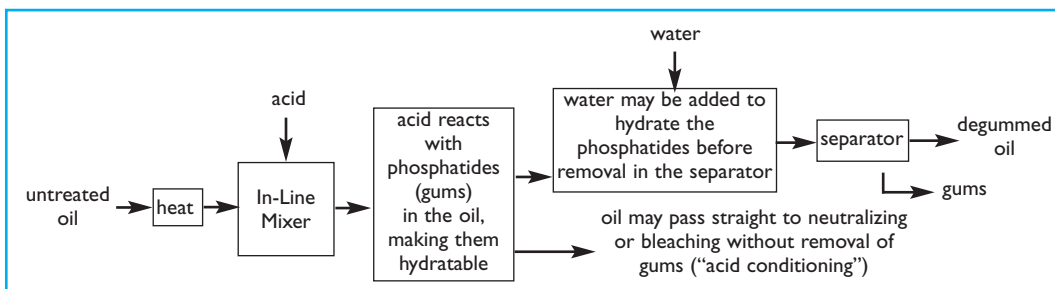 untreated
oil
heat
acid
In-Line
Mixer
acid reacts
with
phosphatides
(gums)
in the oil,
making them
hydratable
water
water may be added to
hydrate the
phosphatides before
removal in the separator
separator
degummed
oil
gums
oil may pass straight to neutralizing
or bleaching without removal of
gums (“acid conditioning”)